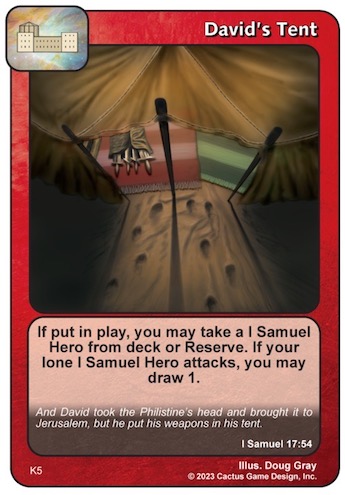 David's Tent
If put in play, you may take a I Samuel
Hero from deck or Reserve. If your
lone I Samuel Hero attacks, you may
draw 1.
And David took the Philistine's head and brought it to
Jerusalem, but he put his weapons in his tent.
I Samuel 17:54
K5
Illus. Doug Gray
© 2023 Cactus Game Design, Inc.